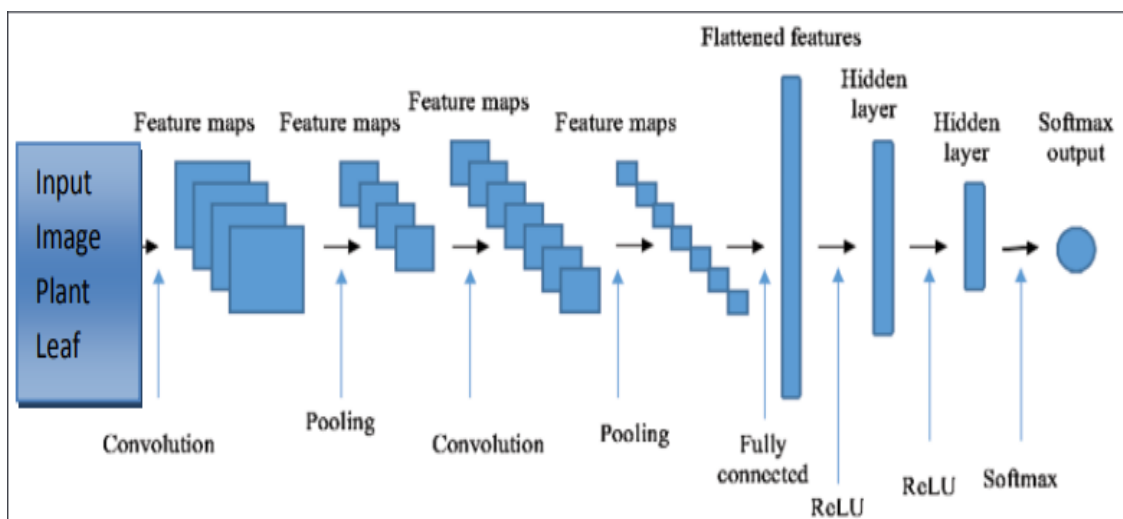 Flattened features
Hidden
layer
Feature maps
Feature maps
Feature maps
Feature maps
Hidden
layer
Softmax
output
Input
Image
Plant
Leaf
Convolution
Pooling
Convolution
Pooling
Fully
connected
ReLU
ReLU
Softmax